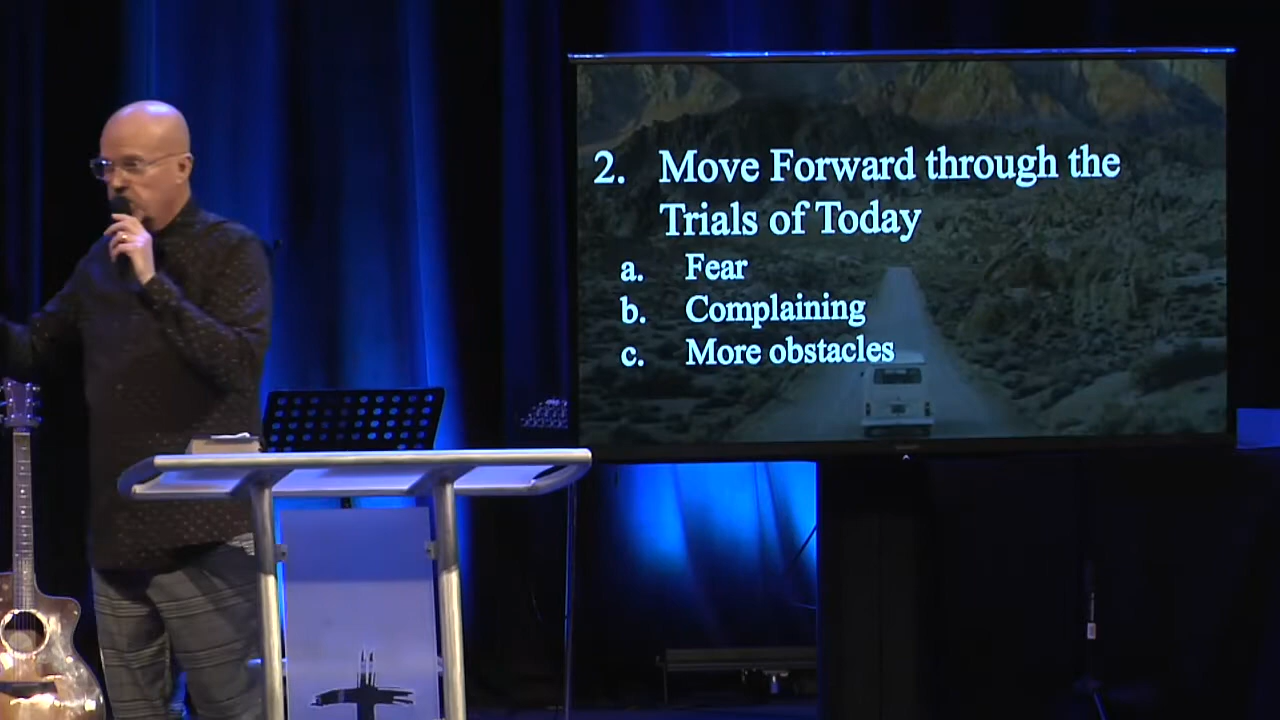 2. Move Forward through the
Trials of Today
a. Fear
b. Complaining
c. More obstacles